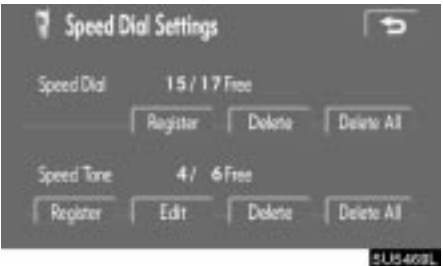 Speed Dial Settings
Speed Dial 15/17 Free
Register Delete Delete All
Speed Tone 4/ 6 Free
Register Edit Delete Delete All
5U5468L